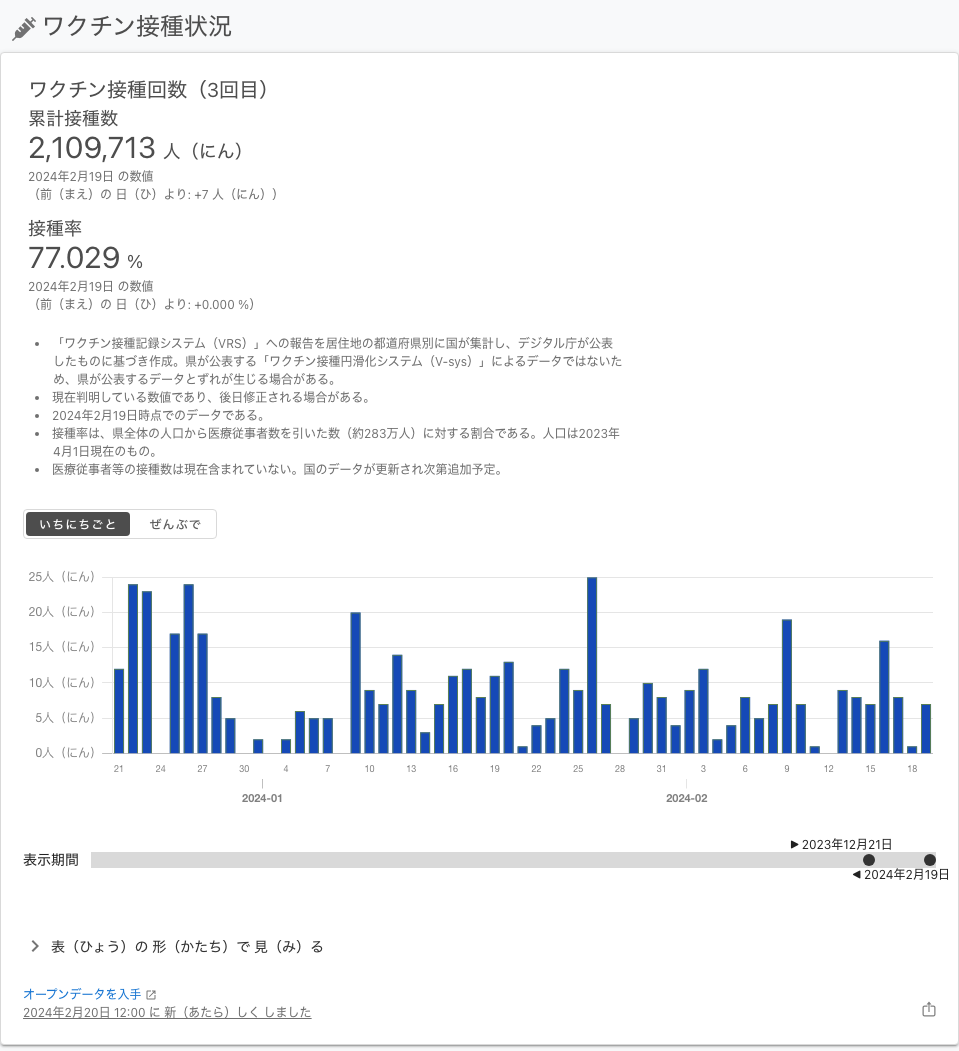 ワクチン接種状況
ワクチン接種回数（3回目）
累計接種数
2,109,713 人（にん）
2024年2月19日 の数値
（前（まえ）の 日（ひ）より: +7 人（にん））
接種率
77.029 %
2024年2月19日 の数値
（前（まえ）の 日（ひ）より: +0.000 %）
• 「ワクチン接種記録システム（VRS）」への報告を居住地の都道府県別に国が集計し、デジタル庁が公表
したものに基づき作成。県が公表する「ワクチン接種円滑化システム（V-sys）」によるデータではないた
め、県が公表するデータとずれが生じる場合がある。
• 現在判明している数値であり、後日修正される場合がある。
• 2024年2月19日時点でのデータである。
• 接種率は、県全体の人口から医療従事者数を引いた数（約283万人）に対する割合である。人口は2023年
4月1日現在のもの。
• 医療従事者等の接種数は現在含まれていない。国のデータが更新され次第追加予定。
いちにちごと ぜんぶで
25人（にん）
20人（にん）
15人（にん）
10人（にん）
5人（にん）
0人（にん）
21 24 27 30 4 7 10 13 16 19 22 25 28 31 3 6 9 12 15 18
2024-01 2024-02
▶ 2023年12月21日
表示期間
◀ 2024年2月19日
表（ひょう）の 形（かたち）で 見（み）る
オープンデータを入手
2024年2月20日 12:00 に 新（あたら）しく しました